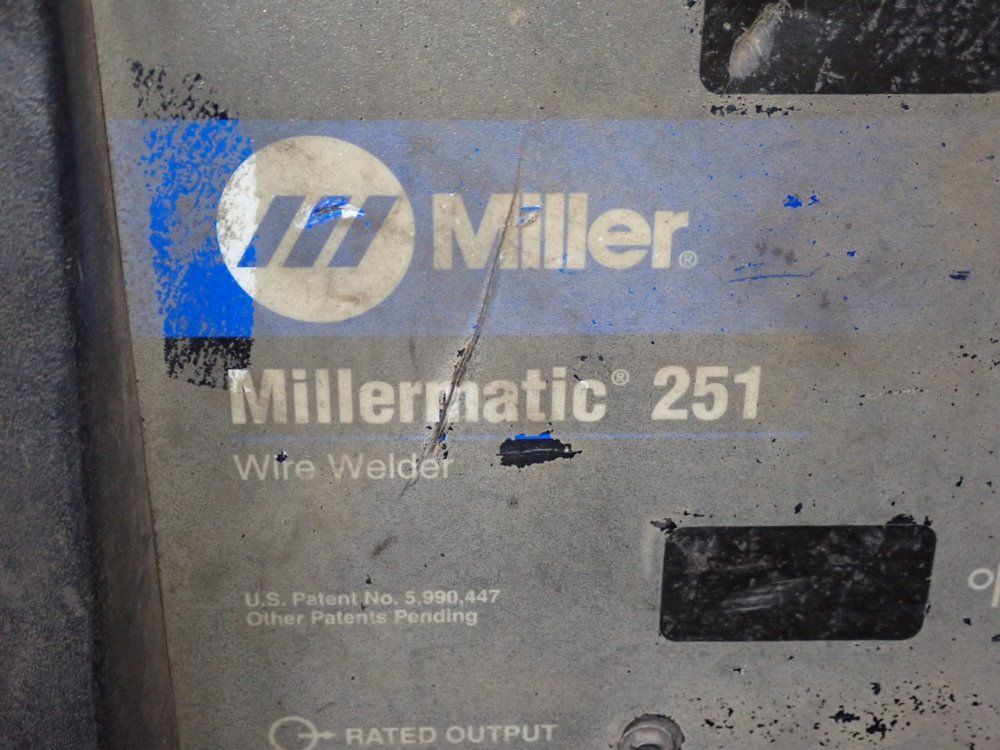 Miller®
Millermatic® 251
Wire Welder
U.S. Patent No. 5,990,447
Other Patents Pending
RATED OUTPUT